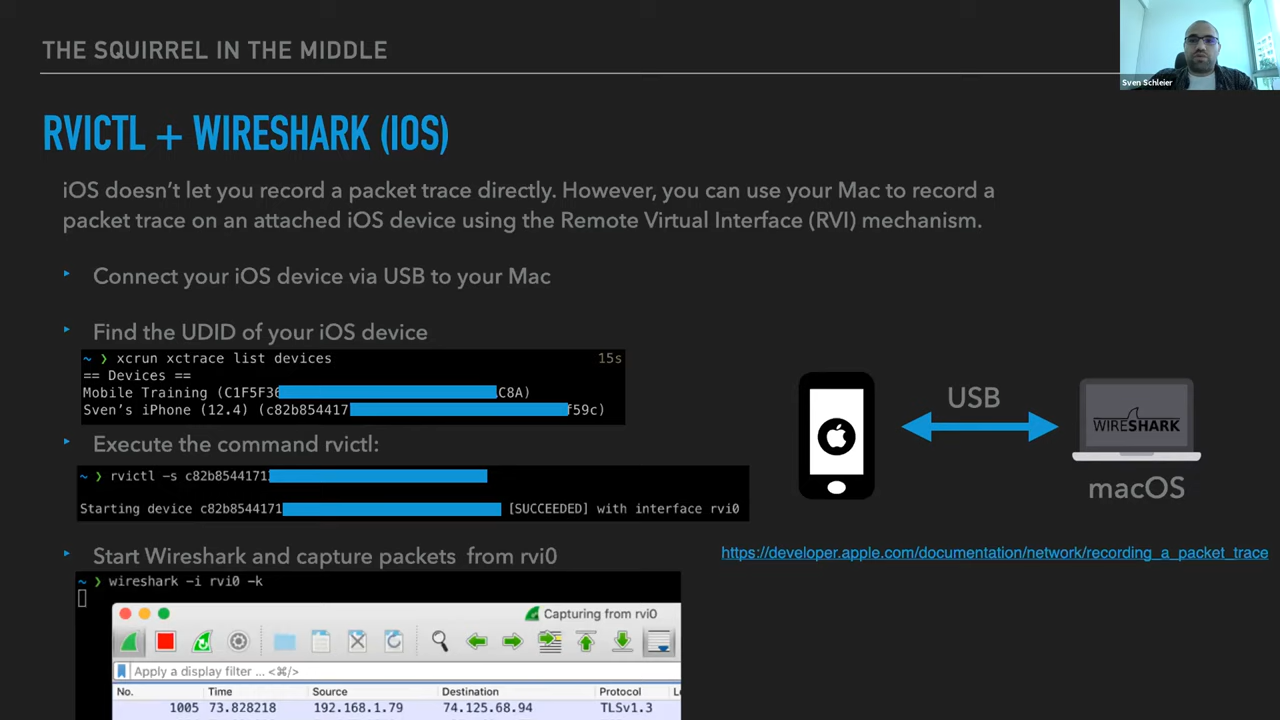 THE SQUIRREL IN THE MIDDLE
Sven Schleier
RVICTL + WIRESHARK (IOS)
iOS doesn't let you record a packet trace directly. However, you can use your Mac to record a
packet trace on an attached iOS device using the Remote Virtual Interface (RVI) mechanism.
‣ Connect your iOS device via USB to your Mac
‣ Find the UDID of your iOS device
~ ❯ xcrun xctrace list devices 15s
== Devices ==
Mobile Training (C1F5F36 C8A)
Sven's iPhone (12.4) (c82b854417 f59c)
‣ Execute the command rvictl:
~ ❯ rvictl -s c82b8544171
Starting device c82b8544171 [SUCCEEDED] with interface rvi0
‣ Start Wireshark and capture packets from rvi0
~ ❯ wireshark -i rvi0 -k
Capturing from rvi0
Apply a display filter ... <⌘/>
No. Time Source Destination Protocol
1005 73.828218 192.168.1.79 74.125.68.94 TLSv1.3
USB
WIRESHARK
macOS
https://developer.apple.com/documentation/network/recording_a_packet_trace